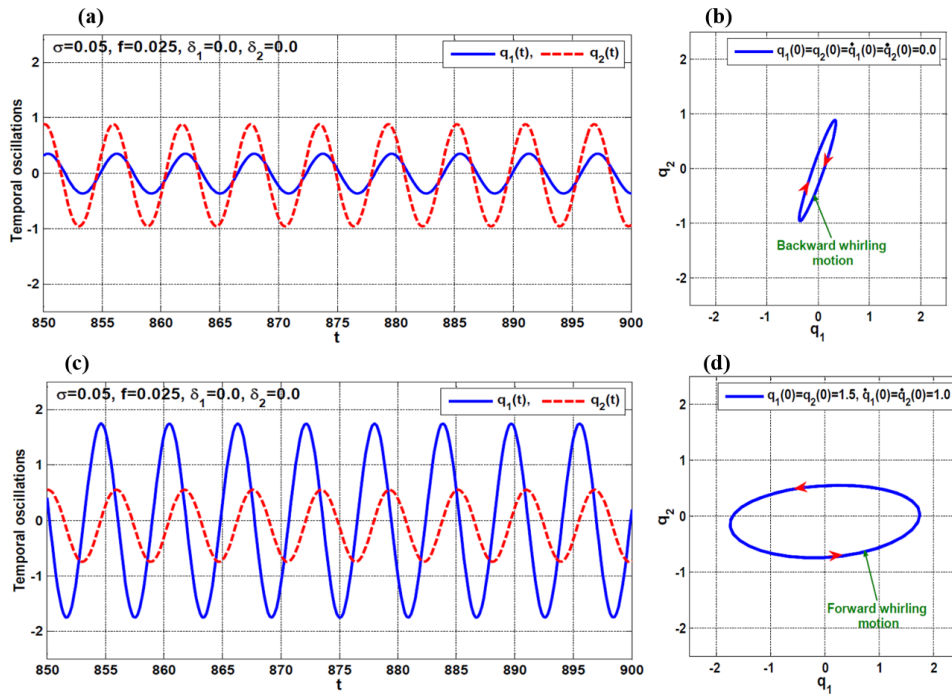 (a)
σ=0.05, f=0.025, δ₁=0.0, δ₂=0.0
q₁(t), q₂(t)
Temporal oscillations
2
1
0
-1
-2
850 855 860 865 870 875 880 885 890 895 900
t
(b)
q₁(0)=q₂(0)=q̇₁(0)=q̇₂(0)=0.0
q₂
2
1
0
-1
-2
Backward whirling
motion
-2 -1 0 1 2
q₁
(c)
σ=0.05, f=0.025, δ₁=0.0, δ₂=0.0
q₁(t), q₂(t)
Temporal oscillations
2
1
0
-1
-2
850 855 860 865 870 875 880 885 890 895 900
t
(d)
q₁(0)=q₂(0)=1.5, q̇₁(0)=q̇₂(0)=1.0
q₂
2
1
0
-1
-2
Forward whirling
motion
-2 -1 0 1 2
q₁